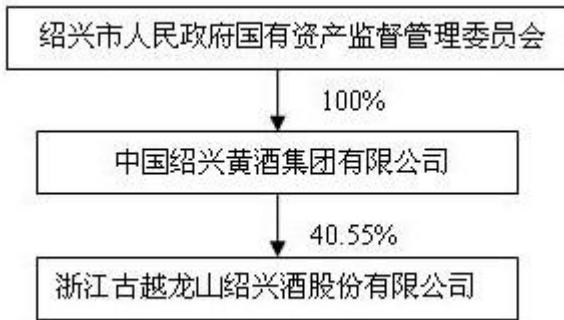 绍兴市人民政府国有资产监督管理委员会
100%
中国绍兴黄酒集团有限公司
40.55%
浙江古越龙山绍兴酒股份有限公司